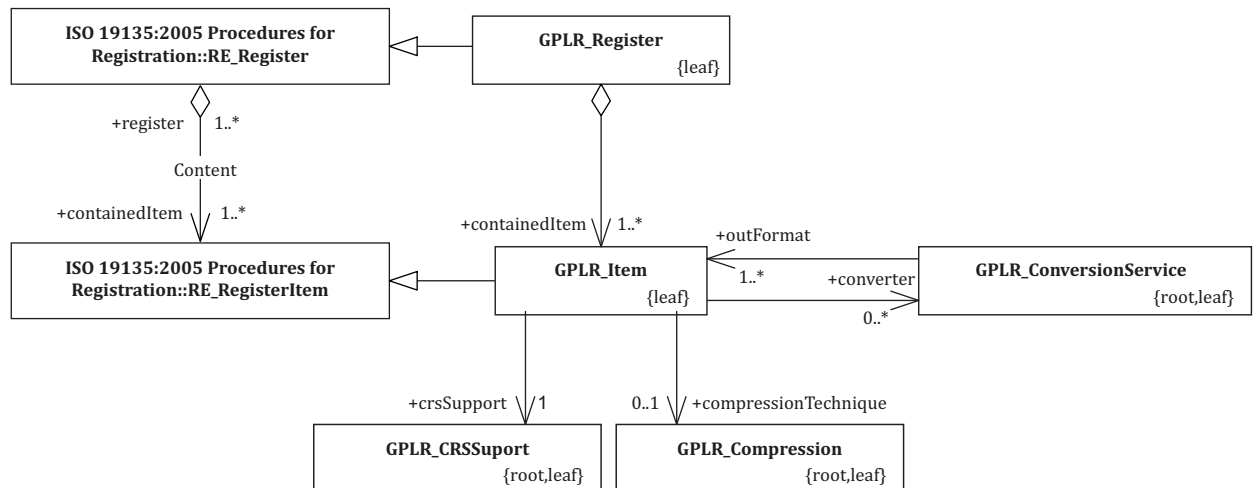 ISO 19135:2005 Procedures for
Registration::RE_Register
GPLR_Register
{leaf}
+register 1..*
Content
+containedItem 1..*
+containedItem 1..*
ISO 19135:2005 Procedures for
Registration::RE_RegisterItem
GPLR_Item
{leaf}
+outFormat
1..*
+converter
0..*
GPLR_ConversionService
{root,leaf}
+crsSupport 1
0..1 +compressionTechnique
GPLR_CRSSuport
{root,leaf}
GPLR_Compression
{root,leaf}